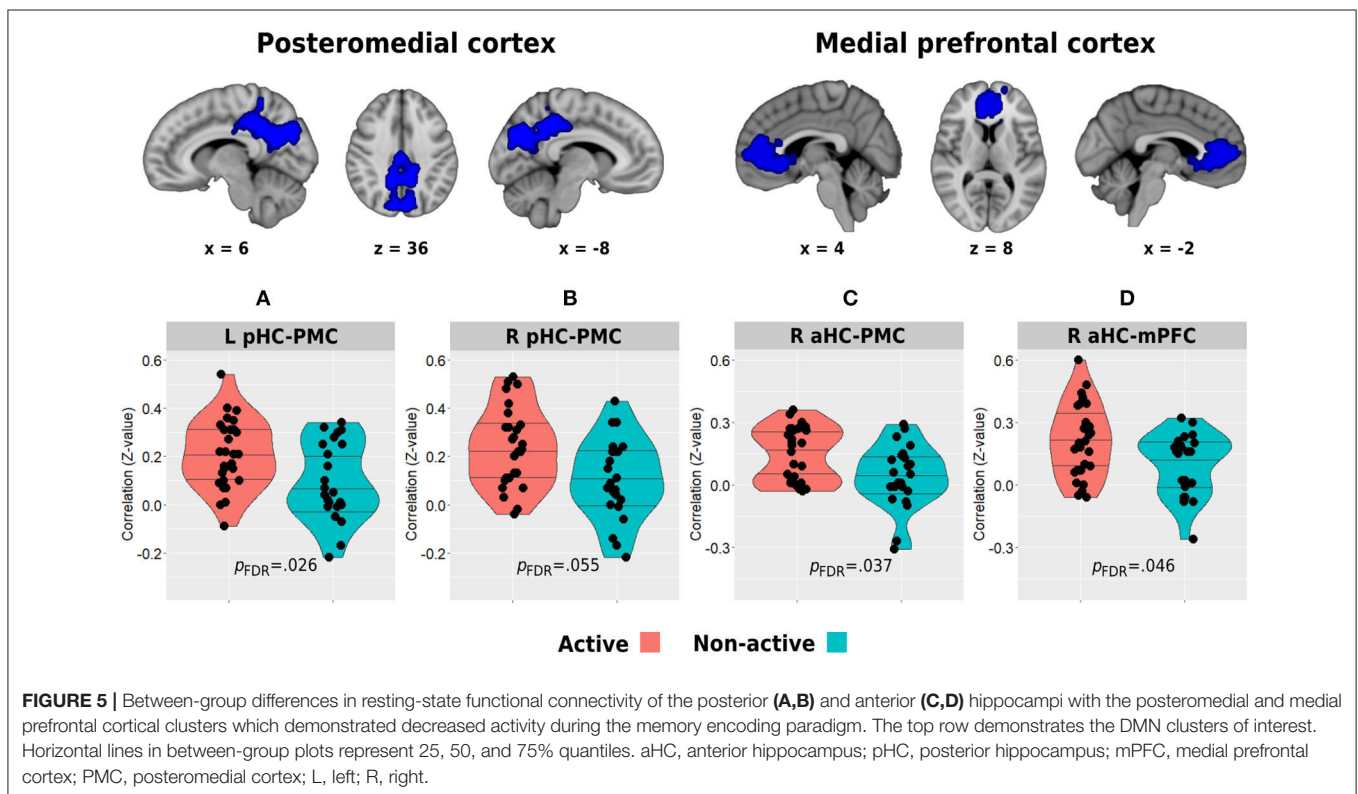 Posteromedial cortex
Medial prefrontal cortex
x = 6
z = 36
x = -8
x = 4
z = 8
x = -2
A
B
C
D
L pHC-PMC
R pHC-PMC
R aHC-PMC
R aHC-mPFC
Correlation (Z-value)
0.6
0.4
0.2
0.0
-0.2
pFDR=.026
Correlation (Z-value)
0.6
0.4
0.2
0.0
-0.2
pFDR=.055
Correlation (Z-value)
0.6
0.3
0.0
-0.3
pFDR=.037
Correlation (Z-value)
0.6
0.3
0.0
-0.3
pFDR=.046
Active
Non-active
FIGURE 5 | Between-group differences in resting-state functional connectivity of the posterior (A,B) and anterior (C,D) hippocampi with the posteromedial and medial
prefrontal cortical clusters which demonstrated decreased activity during the memory encoding paradigm. The top row demonstrates the DMN clusters of interest.
Horizontal lines in between-group plots represent 25, 50, and 75% quantiles. aHC, anterior hippocampus; pHC, posterior hippocampus; mPFC, medial prefrontal
cortex; PMC, posteromedial cortex; L, left; R, right.